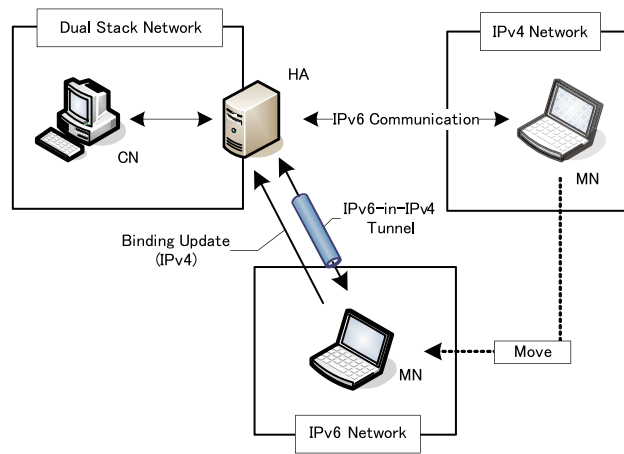 Dual Stack Network
IPv4 Network
HA
IPv6 Communication
CN
MN
IPv6-in-IPv4
Tunnel
Binding Update
(IPv4)
Move
MN
IPv6 Network